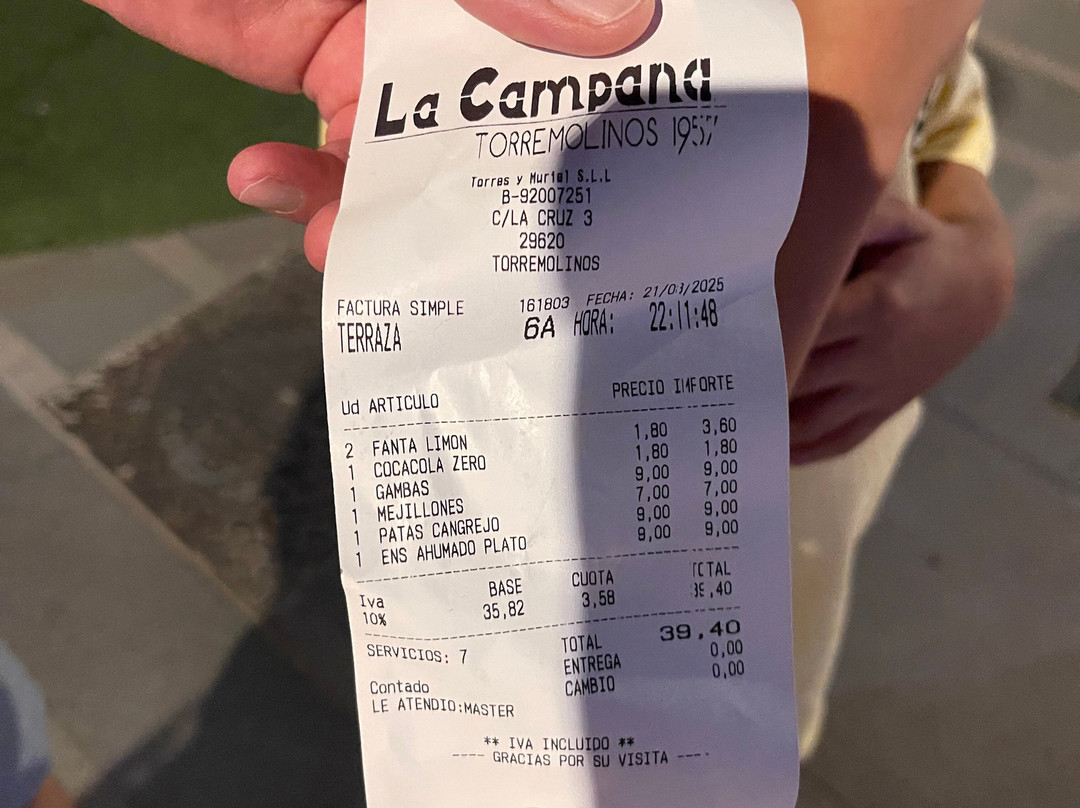 La Campana
TORREMOLINOS 1957
Torres y Muriel S.L.L
B-92007251
C/LA CRUZ 3
29620
TORREMOLINOS
FACTURA SIMPLE 161803 FECHA:
TERRAZA 6A HORA: 22:11:48
Ud ARTICULO PRECIO IMPORTE
2 FANTA LIMON 1,80 3,60
1 COCACOLA ZERO 1,80 1,80
1 GAMBAS 9,00 9,00
1 MEJILLONES 7,00 7,00
1 PATAS CANGREJO 9,00 9,00
1 ENS AHUMADO PLATO 9,00 9,00
BASE CUOTA TOTAL
Iva 10% 35,82 3,58 39,40
TOTAL 39,40
SERVICIOS: 7 ENTREGA 0,00
Contado CAMBIO 0,00
LE ATENDIO:MASTER
** IVA INCLUIDO **
---- GRACIAS POR SU VISITA ----